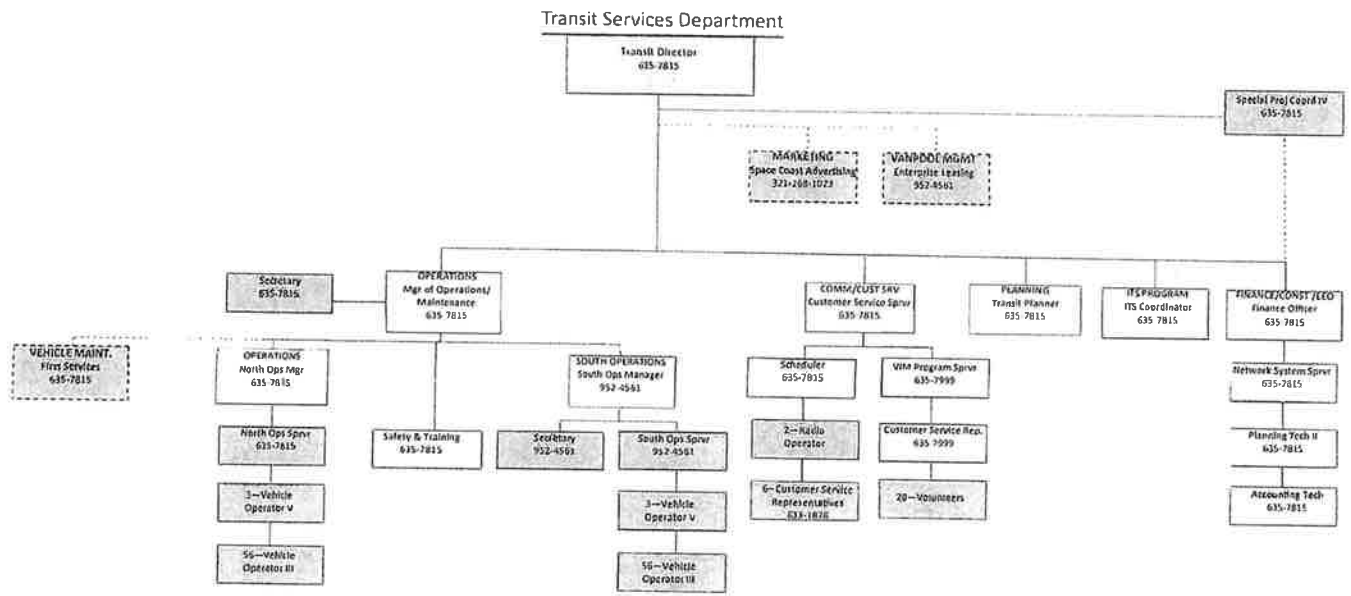 Transit Services Department
Transit Director
635-7815
Special Proj Coord IV
635-7815
MARKETING
Space Coast Advertising
VANPOOL MGMT
Enterprise Leasing
952-4561
Secretary
635-7815
OPERATIONS
Mgr of Operations/
Maintenance
635-7815
COMM/CUST SRV
Customer Service Sprvr
635-7815
PLANNING
Transit Planner
635-7815
ITS PROGRAM
ITS Coordinator
635-7815
FINANCE/CONST /EEO
Finance Officer
635-7815
VEHICLE MAINT.
First Services
635-7815
OPERATIONS
North Ops Mgr
635-7815
SOUTH OPERATIONS
South Ops Manager
952-4561
Scheduler
635-7815
VIM Program Sprvr
635-7999
Network System Sprvr
635-7815
North Ops Sprvr
635-7815
Safety & Training
635-7815
Secretary
952-4561
South Ops Sprvr
952-4561
2—Radio
Operator
Customer Service Rep.
635-7999
Planning Tech II
635-7815
3—Vehicle
Operator V
3—Vehicle
Operator V
6—Customer Service
Representatives
633-1878
20—Volunteers
Accounting Tech
635-7815
56—Vehicle
Operator III
56—Vehicle
Operator III